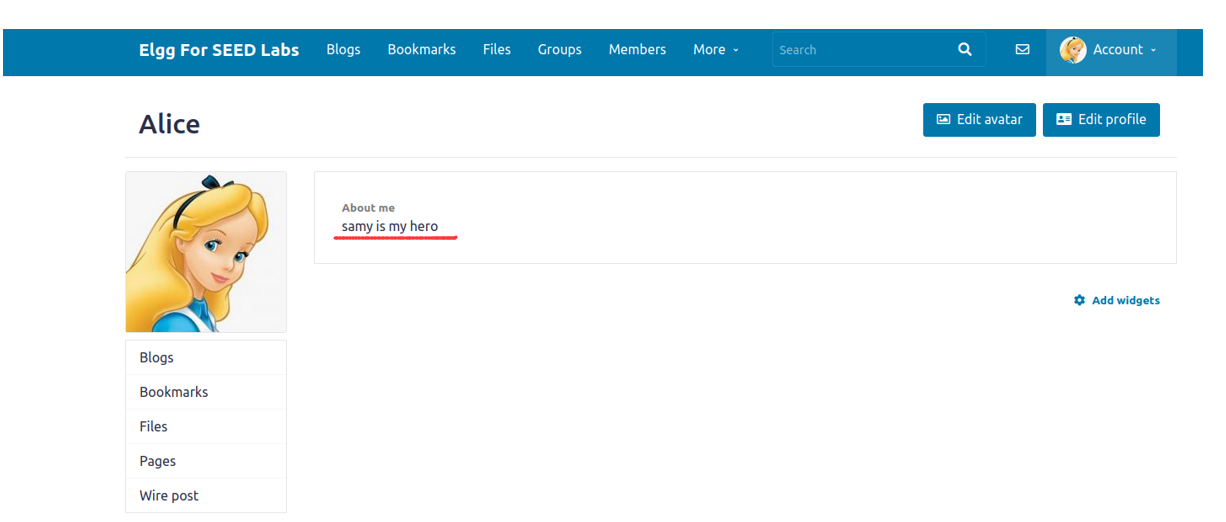 Elgg For SEED Labs Blogs Bookmarks Files Groups Members More Search Account
Alice
Edit avatar Edit profile
About me
samy is my hero
Add widgets
Blogs
Bookmarks
Files
Pages
Wire post